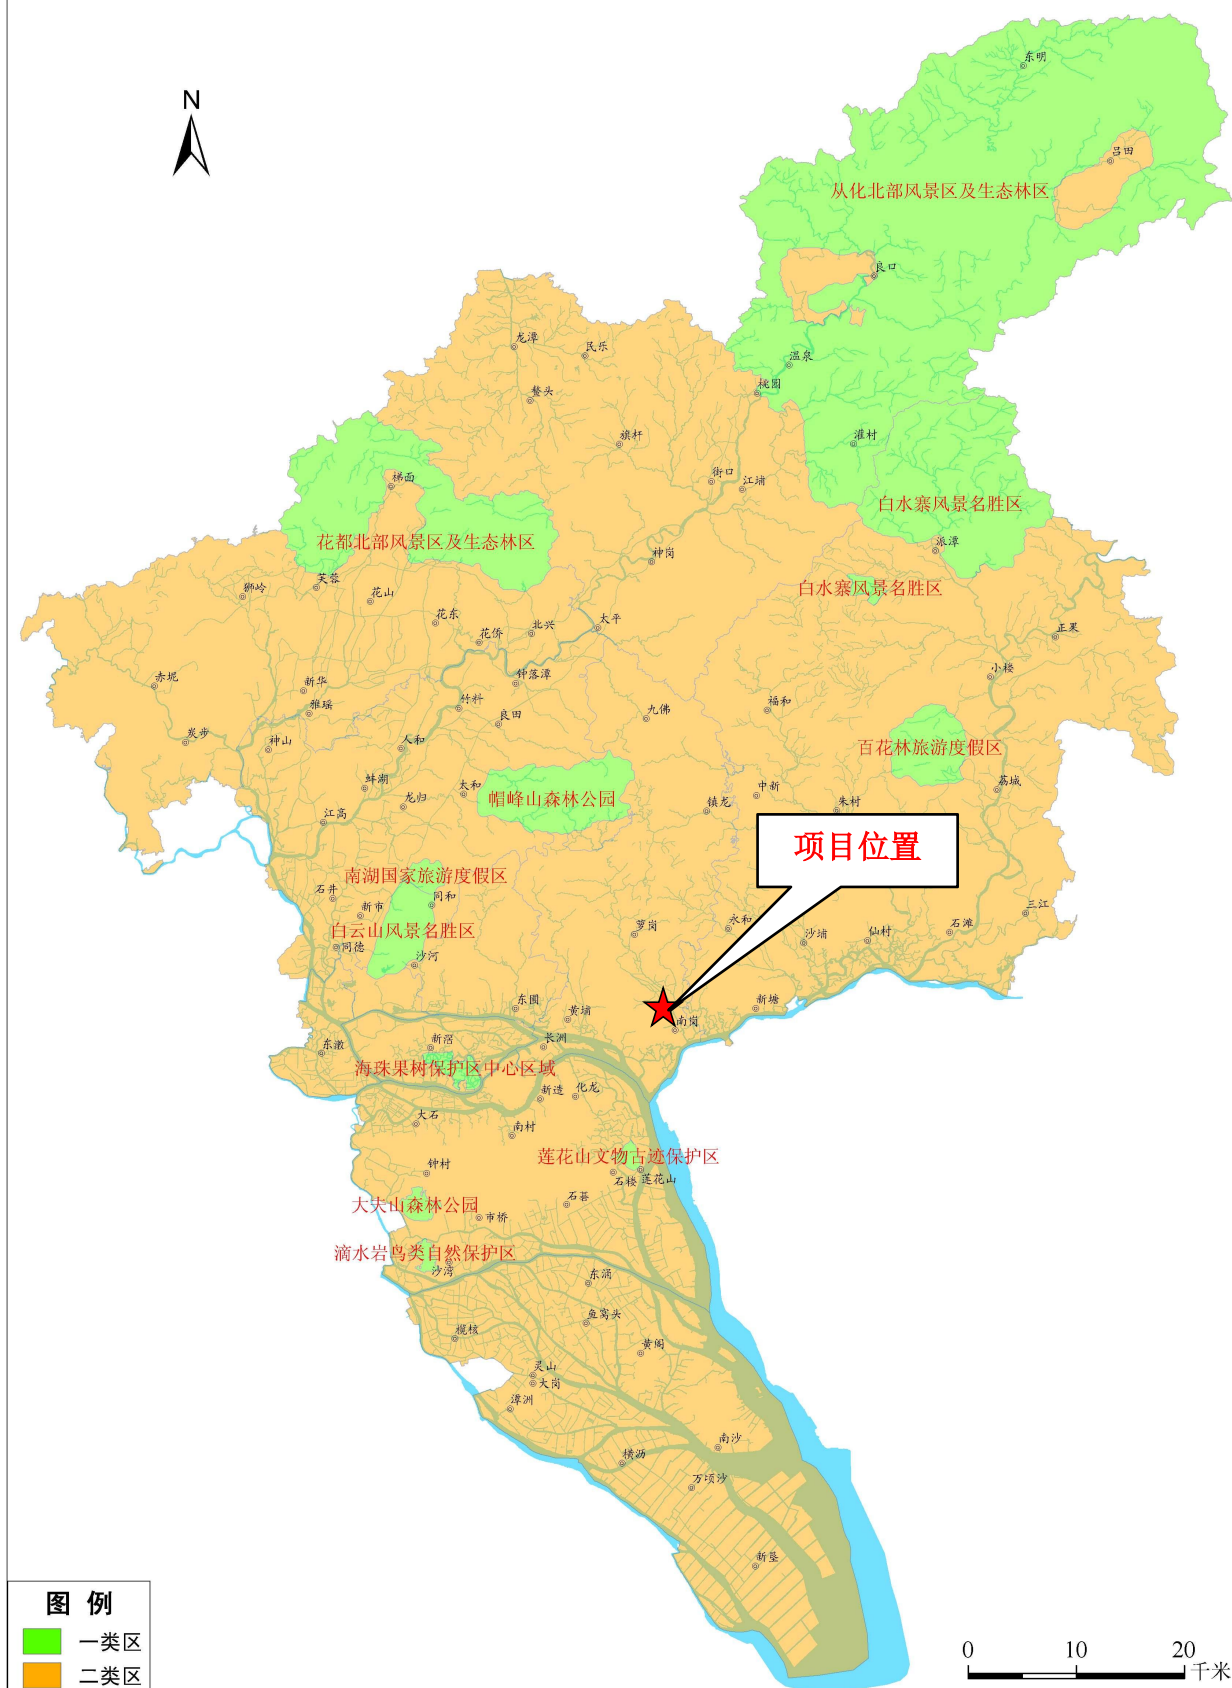 N
东明
吕田
从化北部风景区及生态林区
良口
龙潭
民乐
温泉
桃园
鳌头
旗杆
灌村
街口
江埔
梯面
白水寨风景名胜区
花都北部风景区及生态林区
派潭
神岗
芙蓉
狮岭
花山
白水寨风景名胜区
花东
北兴
太平
花侨
正果
小楼
赤坭
新华
钟落潭
雅瑶
竹料
良田
九佛
福和
炭步
神山
人和
百花林旅游度假区
蚌湖
太和
龙归
帽峰山森林公园
中新
荔城
镇龙
朱村
江高
项目位置
南湖国家旅游度假区
石井
同和
新市
白云山风景名胜区
三江
萝岗
永和
石滩
仙村
沙埔
同德
沙河
东圃
黄埔
新塘
南岗
长洲
新滘
东漖
海珠果树保护区中心区域
新造
化龙
大石
南村
莲花山文物古迹保护区
钟村
石楼
莲花山
大夫山森林公园
石碁
市桥
滴水岩鸟类自然保护区
沙湾
东涌
鱼窝头
榄核
黄阁
灵山
大岗
潭洲
南沙
横沥
万顷沙
新垦
图 例
一类区
二类区
0 10 20
千米